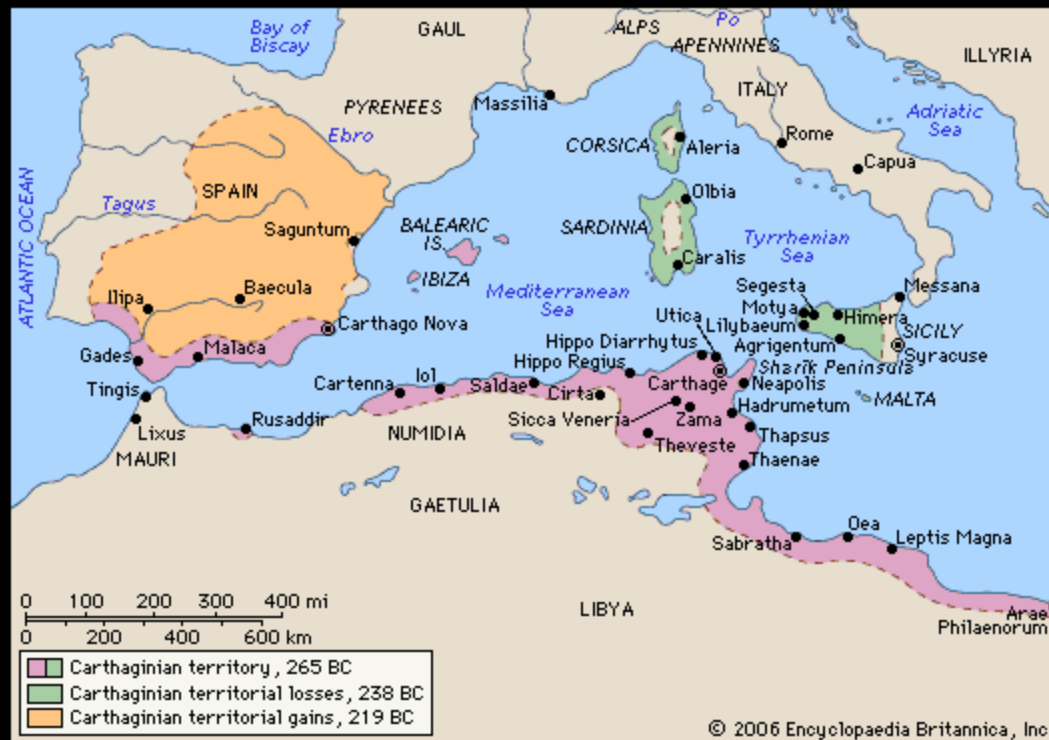 Bay of
Biscay
GAUL
ALPS
Po
APENNINES
ILLYRIA
PYRENEES
Massilia
ITALY
Adriatic
Sea
Ebro
CORSICA
Aleria
Rome
Capua
ATLANTIC OCEAN
SPAIN
Tagus
Olbia
Saguntum
BALEARIC
IS.
SARDINIA
Tyrrhenian
Sea
IBIZA
Caralis
Ilipa
Baecula
Mediterranean
Sea
Segesta
Messana
Motya
Himera
Carthago Nova
Utica
Lilybaeum
SICILY
Gades
Malaca
Hippo Diarrhytus
Agrigentum
Syracuse
Tingis
Cartenna
Iol
Saldae
Hippo Regius
Sharik Peninsula
Cirta
Carthage
Neapolis
MALTA
Lixus
Rusaddir
Sicca Veneria
Zama
Hadrumetum
MAURI
NUMIDIA
Theveste
Thapsus
Thaenae
GAETULIA
Sabratha
Oea
Leptis Magna
LIBYA
Arae
Philaenorum
0 100 200 300 400 mi
0 200 400 600 km
Carthaginian territory, 265 BC
Carthaginian territorial losses, 238 BC
Carthaginian territorial gains, 219 BC
© 2006 Encyclopaedia Britannica, Inc